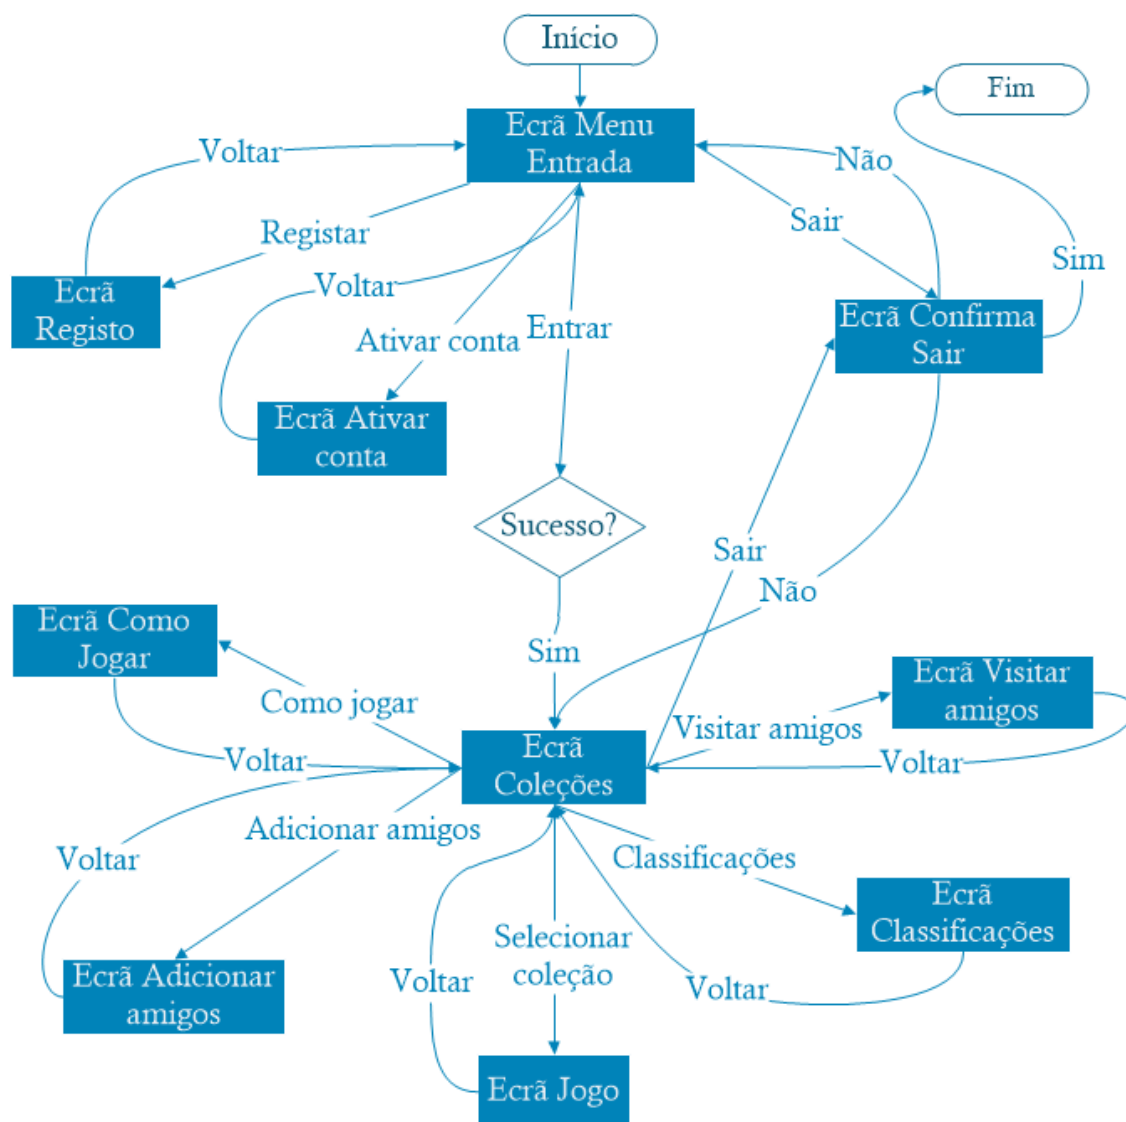 Início
Fim
Ecrã Menu
Entrada
Voltar
Não
Sair
Registar
Sim
Voltar
Ecrã
Registo
Ecrã Confirma
Sair
Entrar
Ativar conta
Ecrã Ativar
conta
Sucesso?
Sair
Não
Ecrã Como
Jogar
Sim
Ecrã Visitar
amigos
Como jogar
Visitar amigos
Voltar
Ecrã
Coleções
Voltar
Adicionar amigos
Voltar
Classificações
Ecrã
Classificações
Selecionar
coleção
Voltar
Voltar
Ecrã Adicionar
amigos
Ecrã Jogo